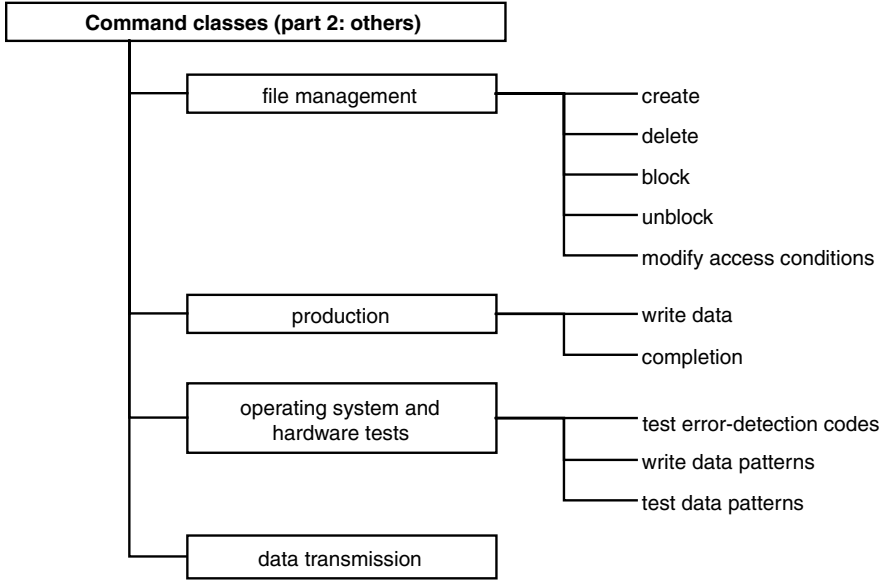 Command classes (part 2: others)
file management
create
delete
block
unblock
modify access conditions
production
write data
completion
operating system and
hardware tests
test error-detection codes
write data patterns
test data patterns
data transmission